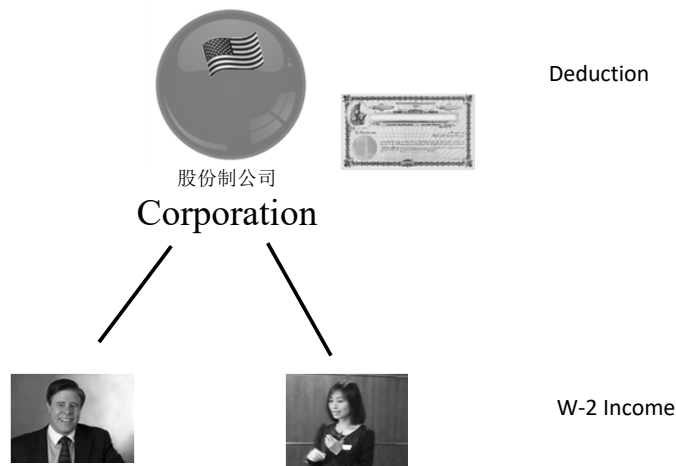 Deduction
股份制公司
Corporation
W-2 Income